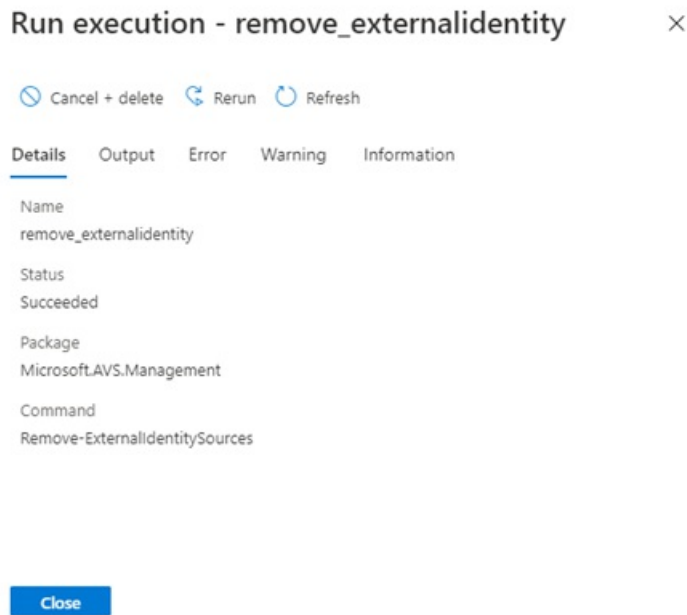 Run execution - remove_externalidentity
Cancel + delete Rerun Refresh
Details Output Error Warning Information
Name
remove_externalidentity
Status
Succeeded
Package
Microsoft.AVS.Management
Command
Remove-ExternalIdentitySources
Close